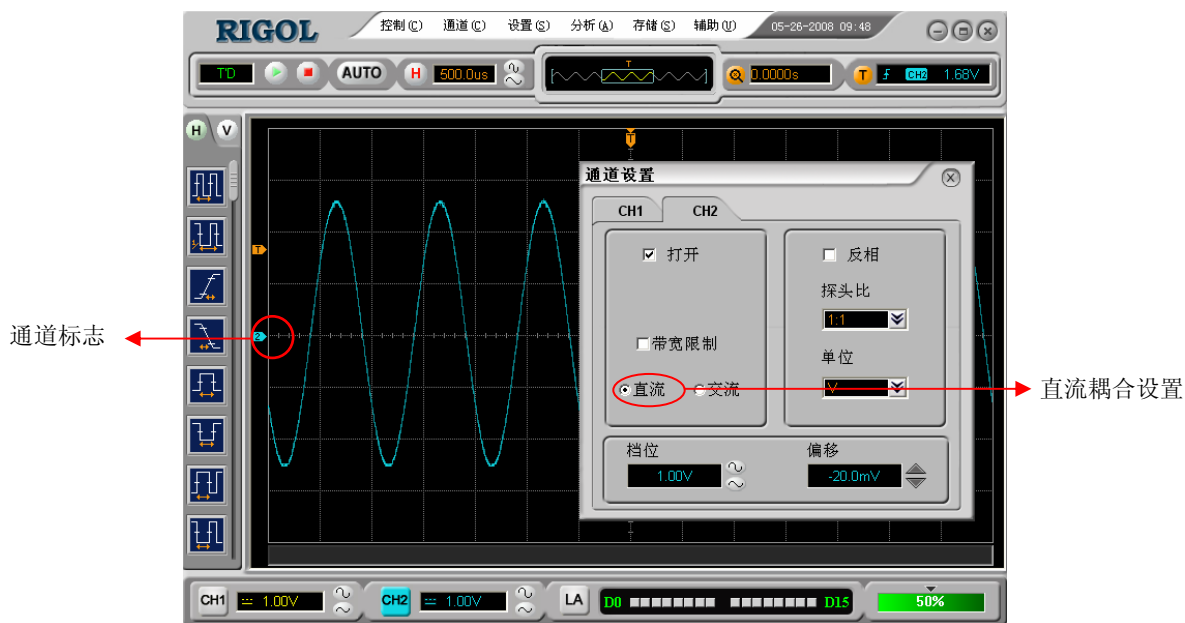 RIGOL
控制(C) 通道(C) 设置(S) 分析(A) 存储(S) 辅助(U) 05-26-2008 09:48
T'D AUTO H 500.0us T 0.0000s T CH2 1.68V
H V
T
通道设置
CH1 CH2
打开 反相
探头比
T
1:1
通道标志 2 带宽限制
单位
直流 交流 V 直流耦合设置
档位 偏移
1.00V -20.0mV
CH1 1.00V CH2 1.00V LA D0 D15 50%